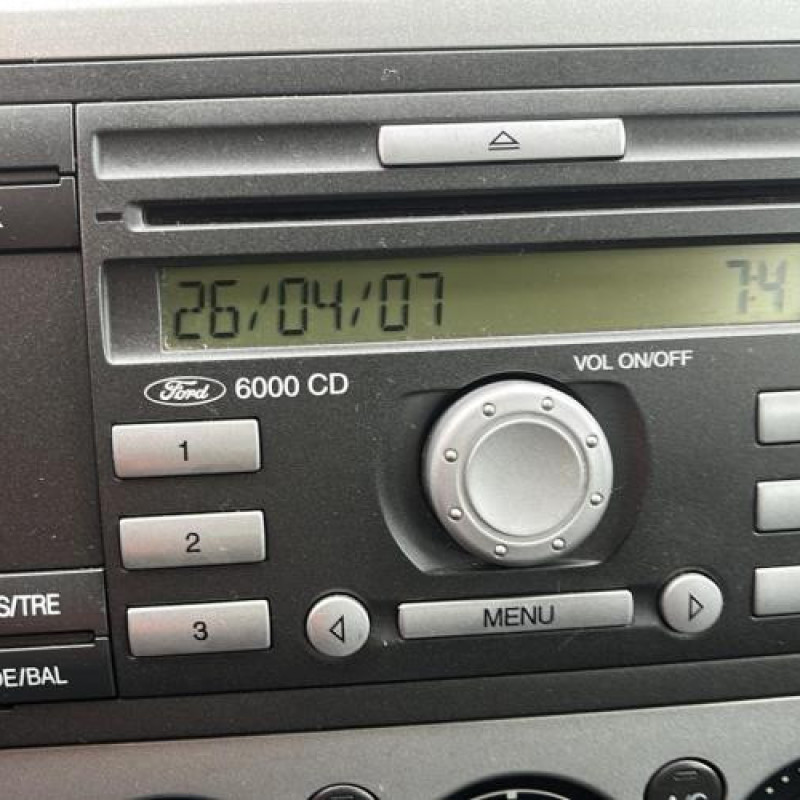 26/04/07 7:4
VOL ON/OFF
Ford 6000 CD
1
2
3
MENU
S/TRE
DE/BAL